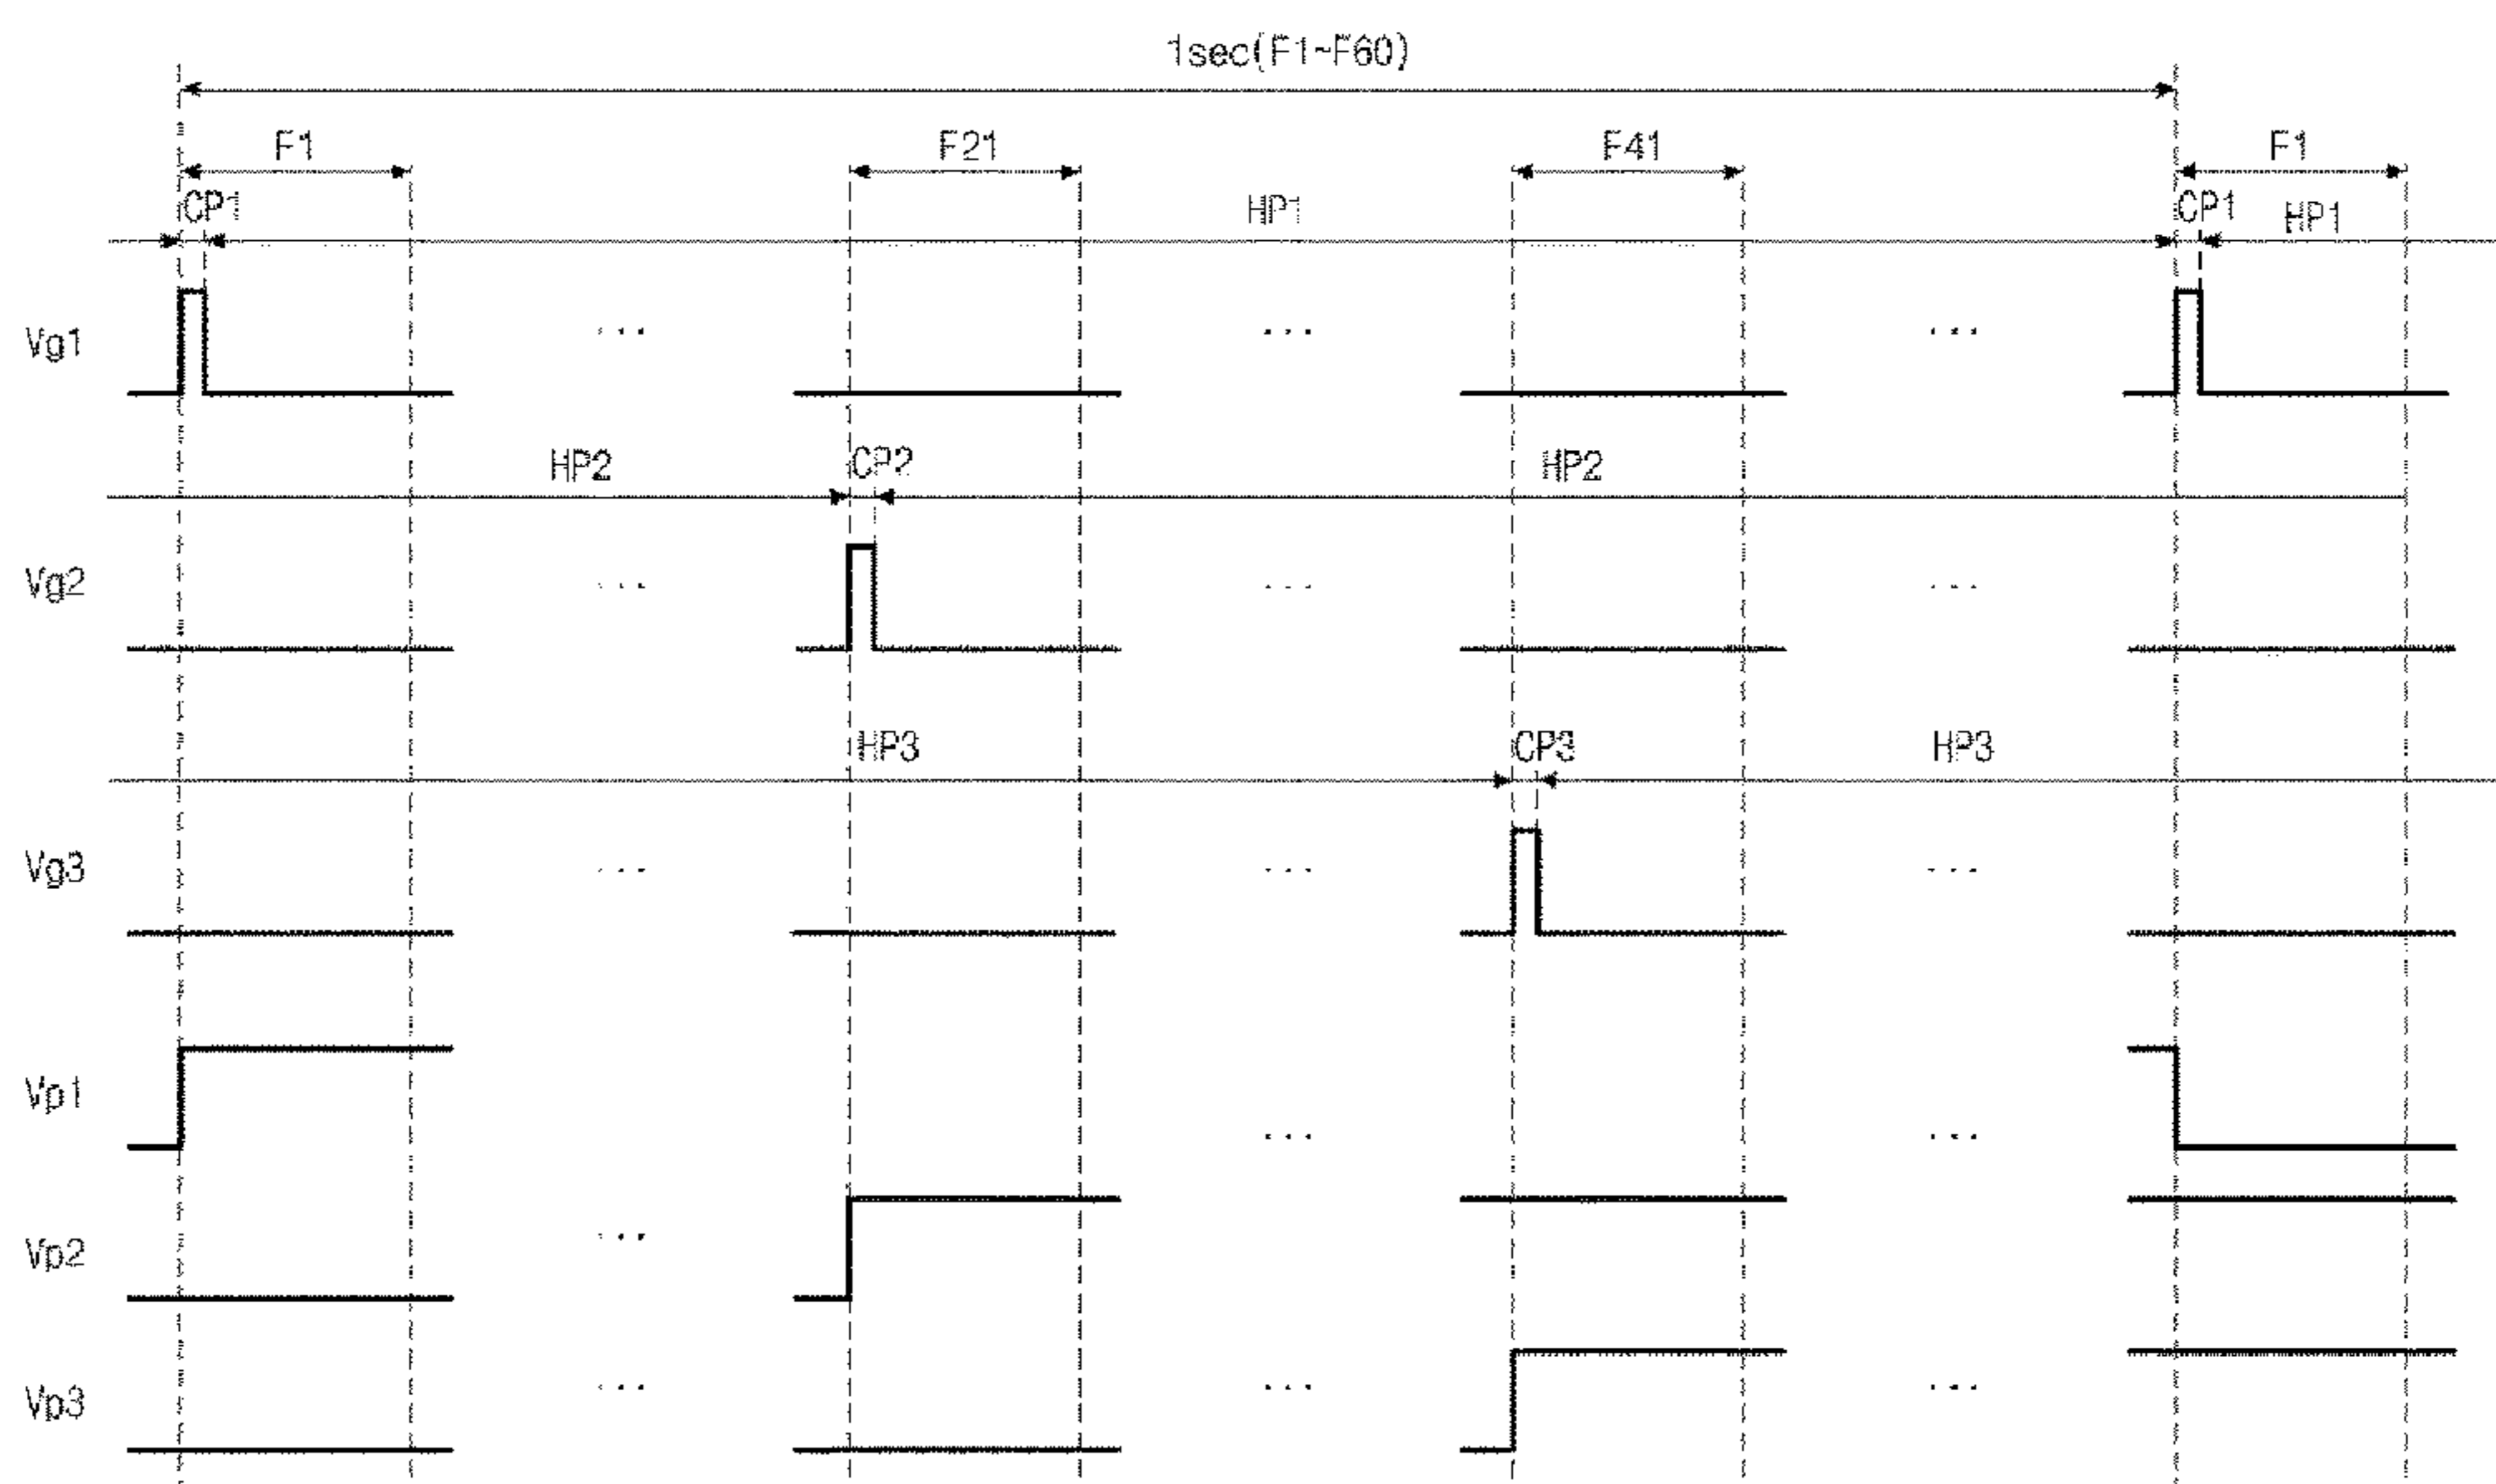 1sec(F1~F60)
F1 F21 F41 F1
CP1 HP1 CP1 HP1
Vg1 ... ... ...
HP2 CP2 HP2
Vg2 ... ... ...
HP3 CP3 HP3
Vg3 ... ... ...
Vp1 ... ...
Vp2 ...
Vp3 ... ... ...